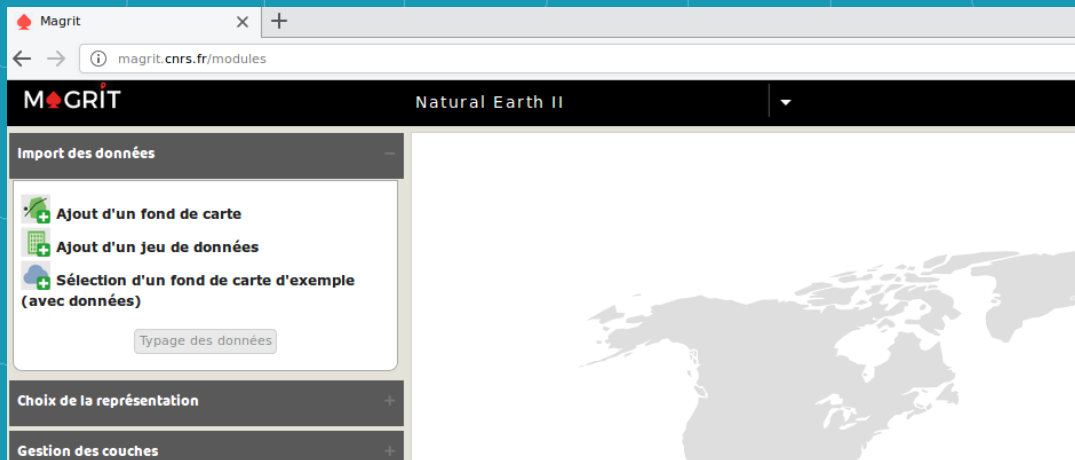 Magrit
magrit.cnrs.fr/modules
MAGRIT
Natural Earth II
Import des données
Ajout d'un fond de carte
Ajout d'un jeu de données
Sélection d'un fond de carte d'exemple
(avec données)
Typage des données
Choix de la représentation
Gestion des couches